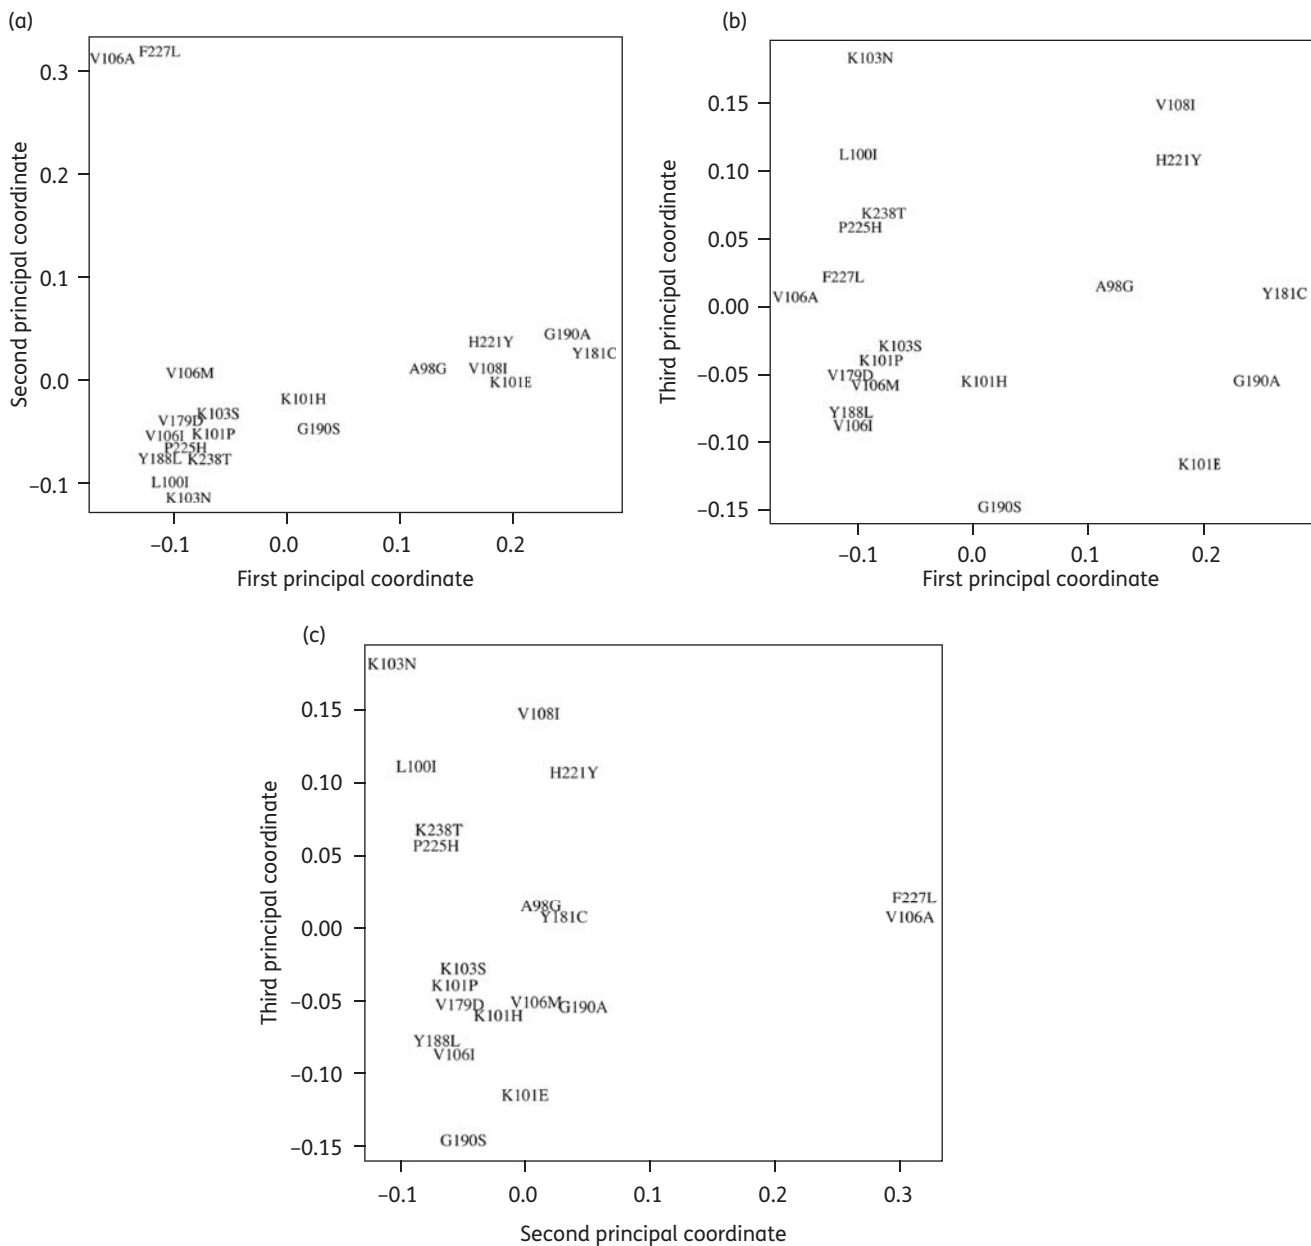 (a)
V106A F227L
0.3
0.2
0.1
0.0
−0.1
H221Y G190A
Y181C
A98G V108I
K101E
V106M
K101H
K103S
V179D
G190S
V106I K101P
P225H
Y188L K238T
L100I
K103N
−0.1 0.0 0.1 0.2
First principal coordinate
Second principal coordinate
(b)
K103N
0.15
V108I
L100I
H221Y
0.10
K238T
P225H
0.05
F227L
A98G
Y181C
V106A
0.00
K103S
K101P
V179D
V106M
K101H
G190A
−0.05
Y188L
V106I
−0.10
K101E
G190S
−0.15
−0.1 0.0 0.1 0.2
First principal coordinate
Third principal coordinate
(c)
K103N
0.15
V108I
L100I
H221Y
0.10
K238T
P225H
0.05
F227L
A98G
Y181C
V106A
0.00
K103S
K101P
V179D
V106M
G190A
K101H
−0.05
Y188L
V106I
−0.10
K101E
G190S
−0.15
−0.1 0.0 0.1 0.2 0.3
Second principal coordinate
Third principal coordinate